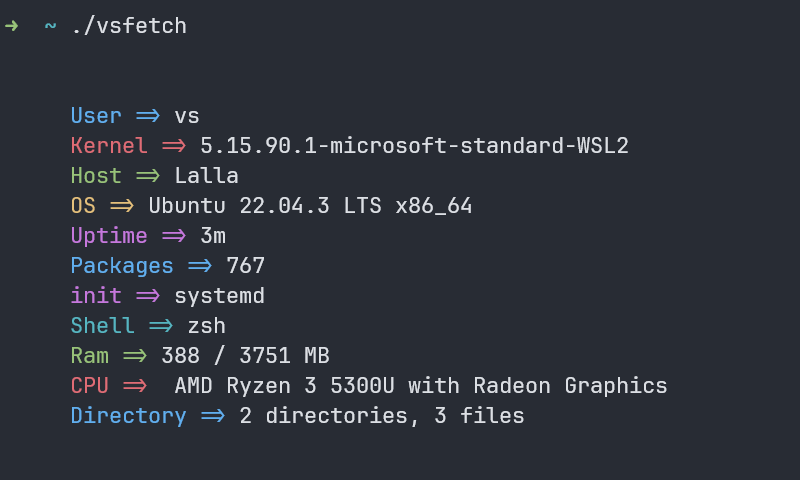 ➜ ~ ./vsfetch
User => vs
Kernel => 5.15.90.1-microsoft-standard-WSL2
Host => Lalla
OS => Ubuntu 22.04.3 LTS x86_64
Uptime => 3m
Packages => 767
init => systemd
Shell => zsh
Ram => 388 / 3751 MB
CPU =>  AMD Ryzen 3 5300U with Radeon Graphics
Directory => 2 directories, 3 files